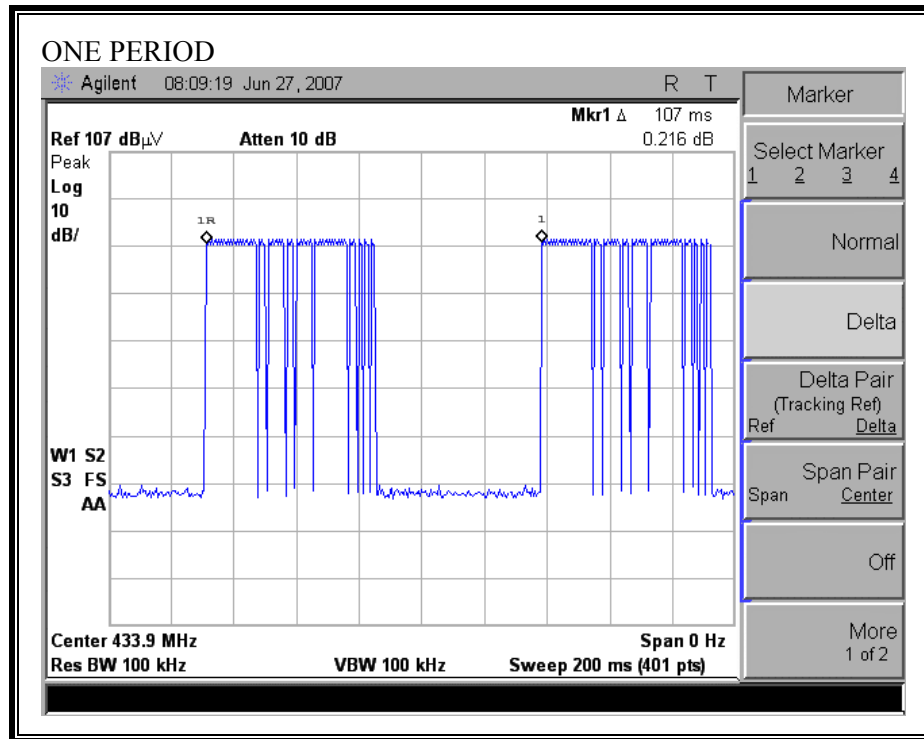 ONE PERIOD
Agilent 08:09:19 Jun 27, 2007 R T
Mkr1 Δ 107 ms
Ref 107 dBµV Atten 10 dB 0.216 dB
Peak
Log
10
dB/
1R
1
W1 S2
S3 FS
AA
Center 433.9 MHz Span 0 Hz
Res BW 100 kHz VBW 100 kHz Sweep 200 ms (401 pts)
Marker
Select Marker
1 2 3 4
Normal
Delta
Delta Pair
(Tracking Ref)
Ref Delta
Span Pair
Span Center
Off
More
1 of 2